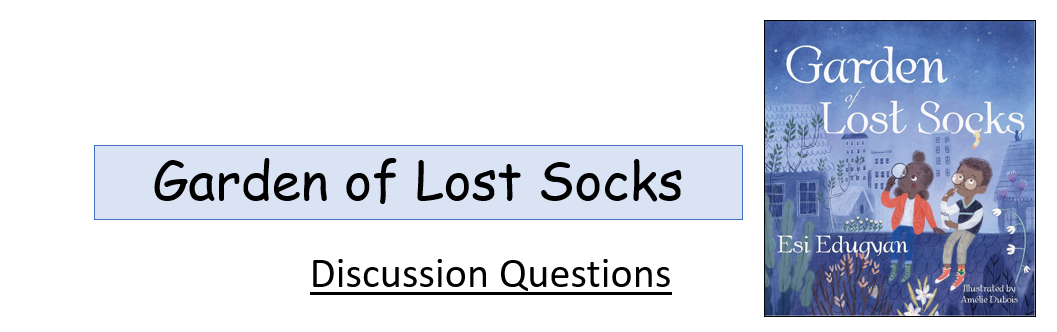 Garden of Lost Socks
Discussion Questions
Garden
of
Lost Socks
Esi Edugyan
Illustrated by
Amélie Dubois